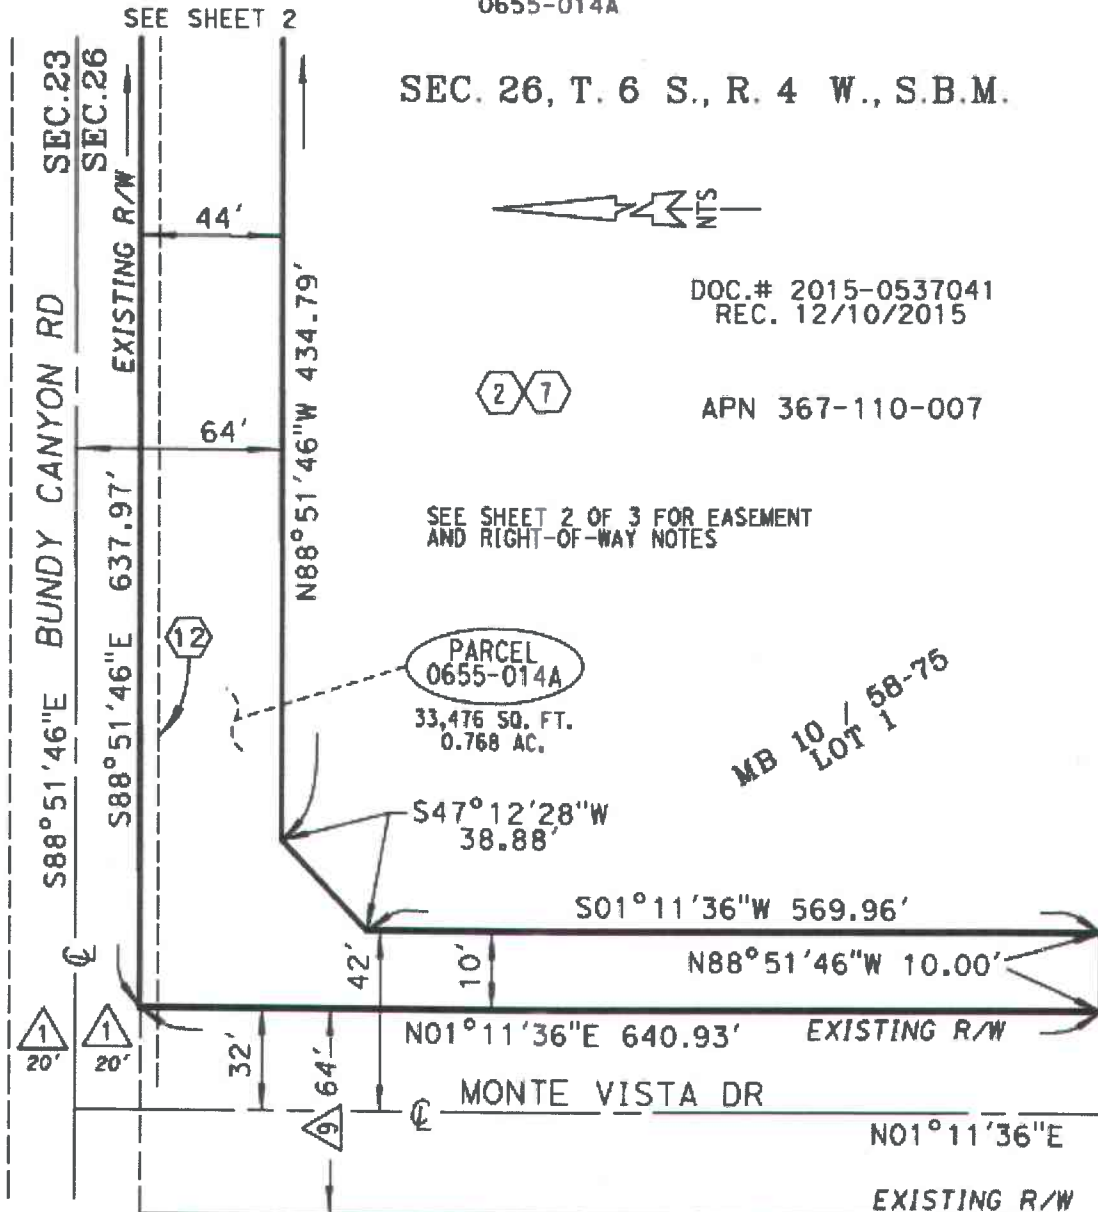 0655-014A
SEE SHEET 2
SEC.23
SEC.26
SEC. 26, T. 6 S., R. 4 W., S.B.M.
EXISTING R/W
44'
NTS
DOC.# 2015-0537041
REC. 12/10/2015
BUNDY CANYON RD
N88°51'46"W 434.79'
2
7
APN 367-110-007
64'
S88°51'46"E 637.97'
SEE SHEET 2 OF 3 FOR EASEMENT
AND RIGHT-OF-WAY NOTES
12
PARCEL
0655-014A
33,476 SQ. FT.
0.768 AC.
MB 10 / 58-75
LOT 1
S88°51'46"E
S47°12'28"W
38.88'
S01°11'36"W 569.96'
42'
10'
N88°51'46"W 10.00'
℄
1
20'
1
20'
32'
64'
N01°11'36"E 640.93'
EXISTING R/W
MONTE VISTA DR
℄
9
N01°11'36"E
EXISTING R/W